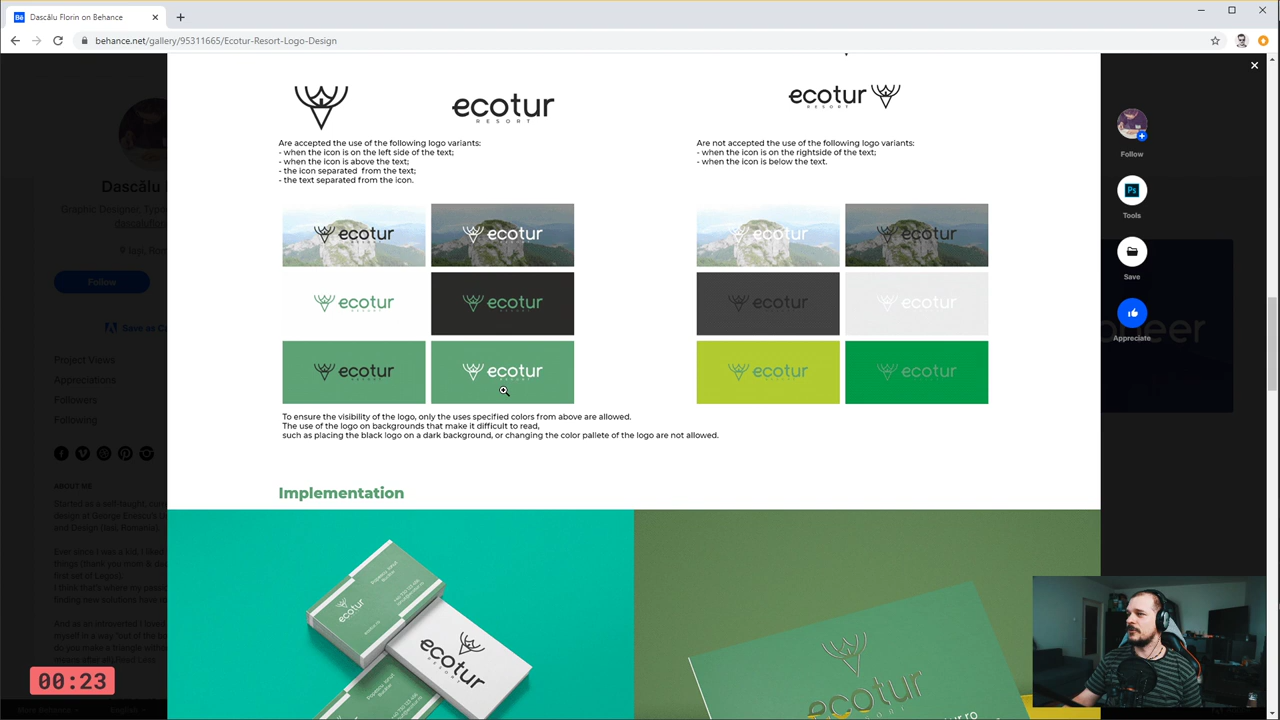 Dascălu Florin on Behance
behance.net/gallery/95311665/Ecotur-Resort-Logo-Design
ecotur
RESORT
ecotur
RESORT
Are accepted the use of the following logo variants:
- when the icon is on the left side of the text;
- when the icon is above the text;
- the icon separated from the text;
- the text separated from the icon.
Are not accepted the use of the following logo variants:
- when the icon is on the rightside of the text;
- when the icon is below the text.
ecotur
ecotur
ecotur
ecotur
ecotur
ecotur
ecotur
ecotur
ecotur
ecotur
ecotur
ecotur
To ensure the visibility of the logo, only the uses specified colors from above are allowed.
The use of the logo on backgrounds that make it difficult to read,
such as placing the black logo on a dark background, or changing the color pallete of the logo are not allowed.
Implementation
ecotur
ecotur
ecotur
Follow
Ps
Tools
Save
Appreciate
Dascălu
Graphic Designer,
Iași,
Follow
Project Views
Appreciations
Followers
Following
ABOUT ME
00:23